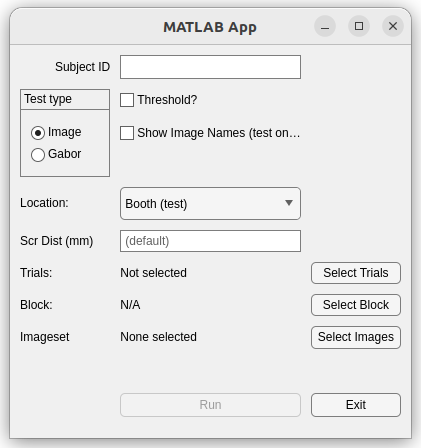 MATLAB App
Subject ID
Test type
Threshold?
Image
Show Image Names (test on...
Gabor
Location:
Booth (test)
Scr Dist (mm)
(default)
Trials:
Not selected
Select Trials
Block:
N/A
Select Block
Imageset
None selected
Select Images
Run
Exit